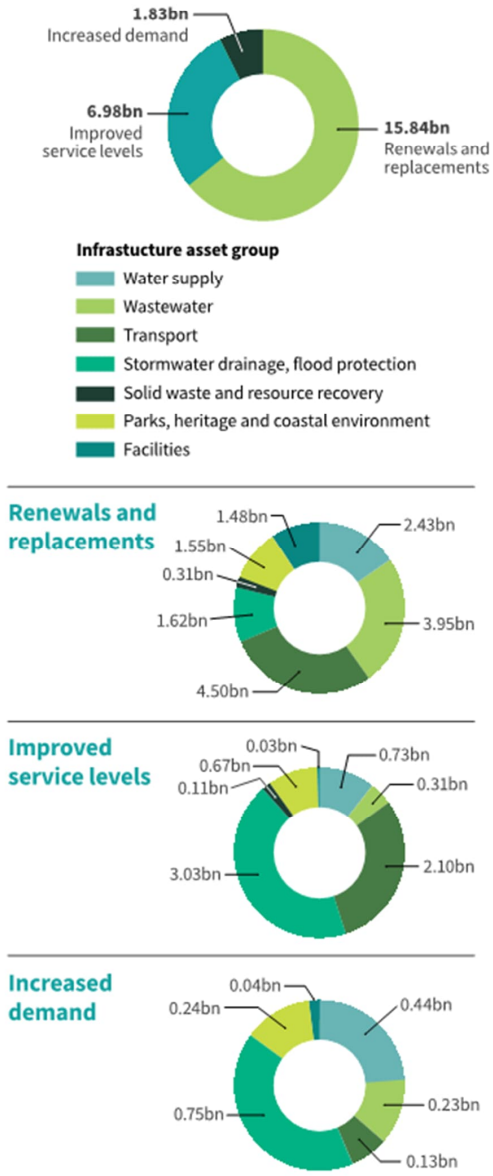 1.83bn
Increased demand
6.98bn
Improved
service levels
15.84bn
Renewals and
replacements
Infrastucture asset group
Water supply
Wastewater
Transport
Stormwater drainage, flood protection
Solid waste and resource recovery
Parks, heritage and coastal environment
Facilities
Renewals and
replacements
1.48bn
2.43bn
1.55bn
0.31bn
1.62bn
3.95bn
4.50bn
Improved
service levels
0.03bn
0.73bn
0.67bn
0.31bn
0.11bn
2.10bn
3.03bn
Increased
demand
0.04bn
0.44bn
0.24bn
0.23bn
0.75bn
0.13bn